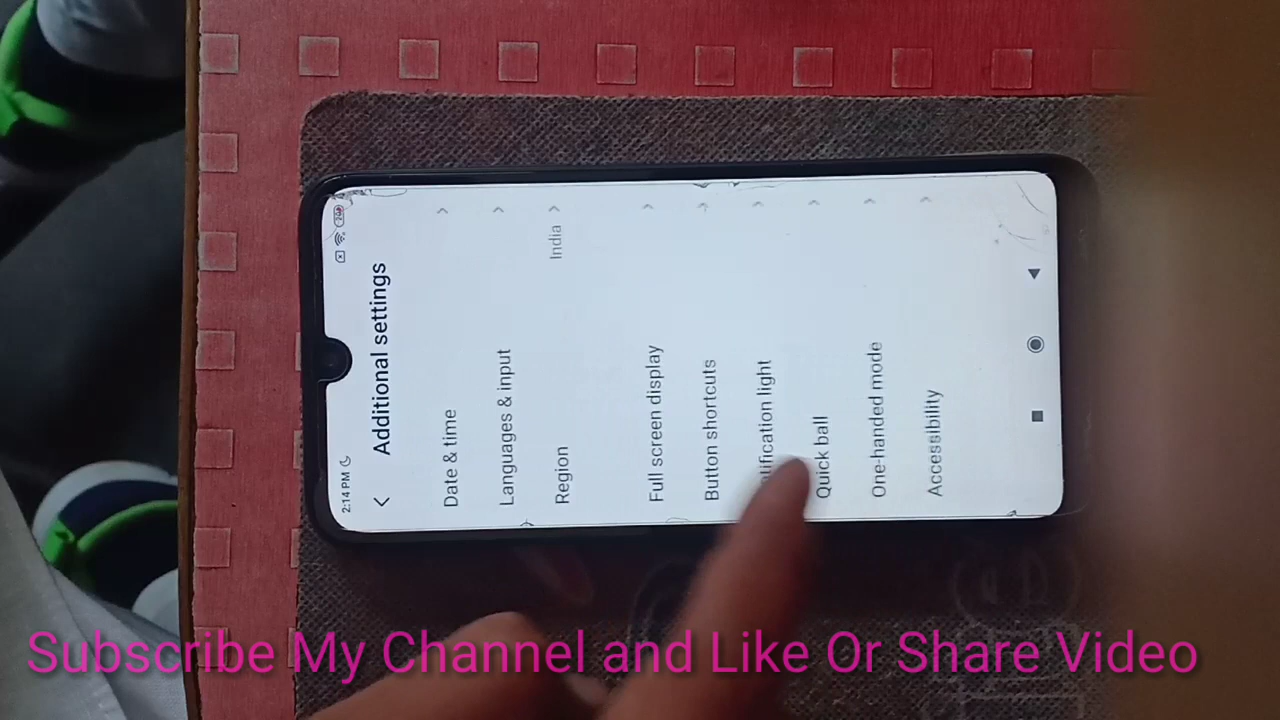 2:14 PM
Additional settings
Date & time
Languages & input
Region India
Full screen display
Button shortcuts
light
Quick ball
One-handed mode
Accessibility
Subscribe My Channel and Like Or Share Video